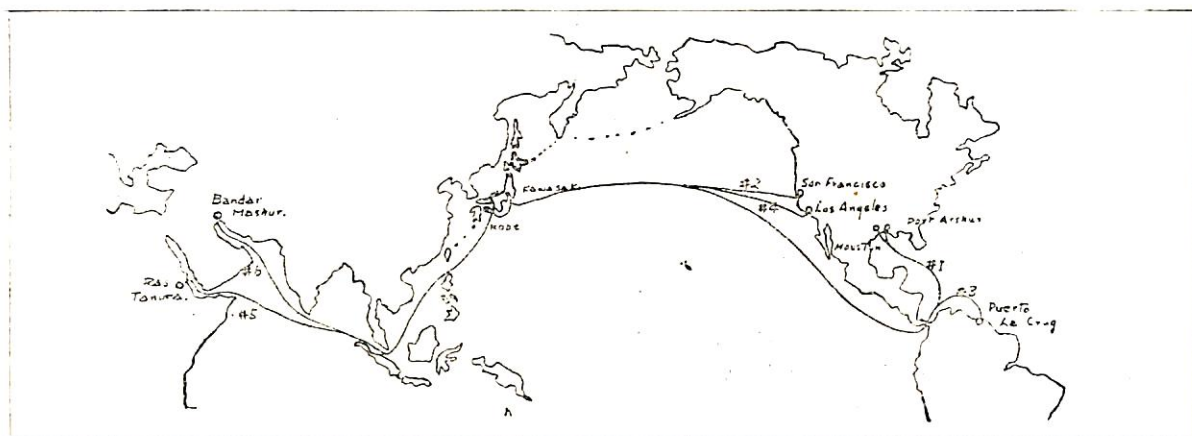 Bandar
Mashur.
#6
Ras
Tanura.
#5
Kawasak
Kobe
#2
#4
San Francisco
Los Angeles
Houston
Port Arthur
#1
#3
Puerto
La Cruz